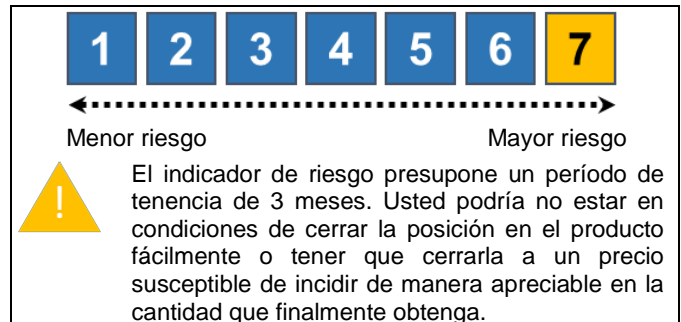 1 2 3 4 5 6 7
Menor riesgo Mayor riesgo
!
El indicador de riesgo presupone un período de
tenencia de 3 meses. Usted podría no estar en
condiciones de cerrar la posición en el producto
fácilmente o tener que cerrarla a un precio
susceptible de incidir de manera apreciable en la
cantidad que finalmente obtenga.